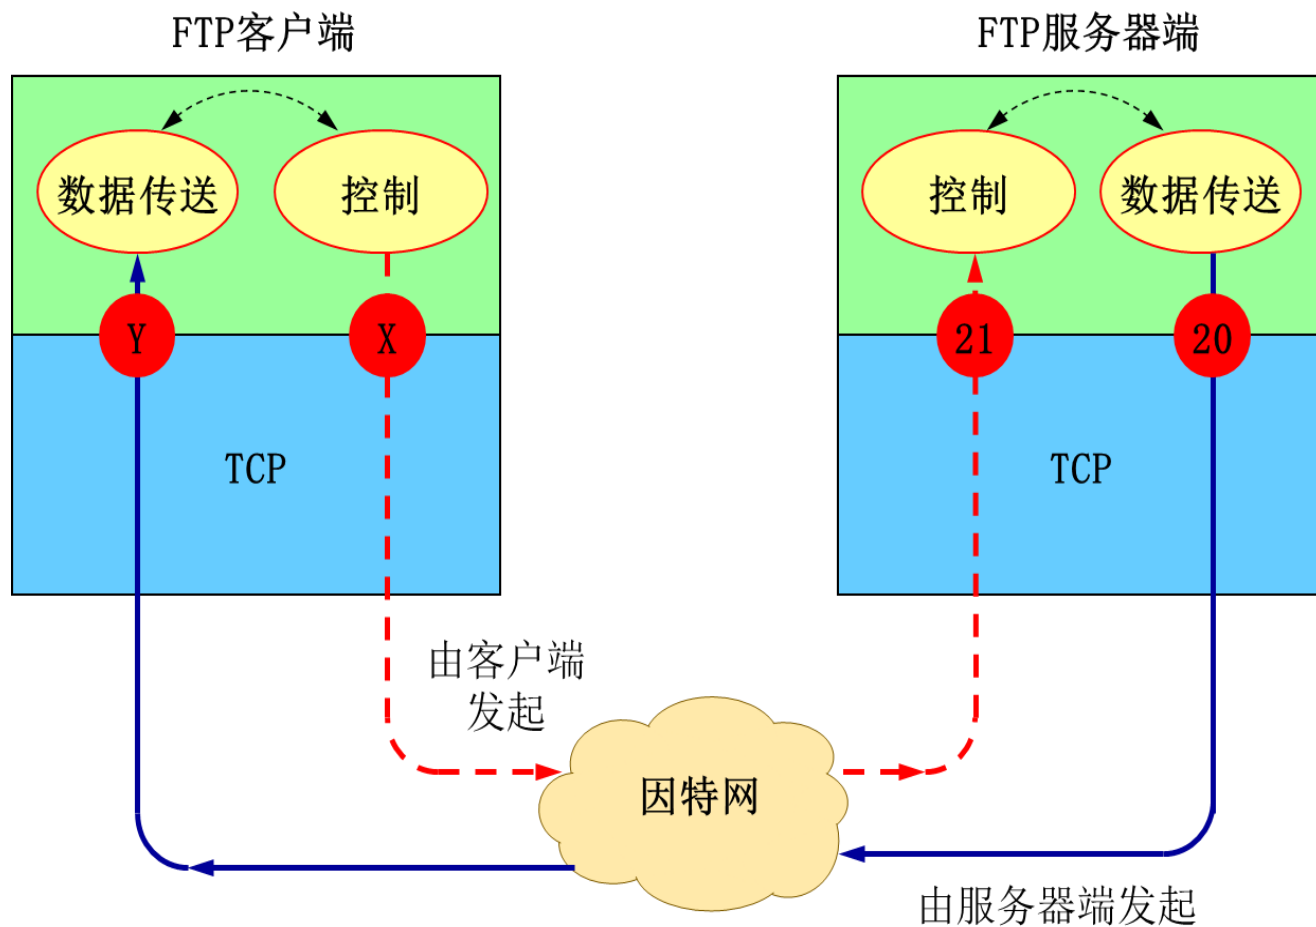 FTP客户端
FTP服务器端
数据传送
控制
控制
数据传送
Y
X
21
20
TCP
TCP
由客户端
发起
因特网
由服务器端发起